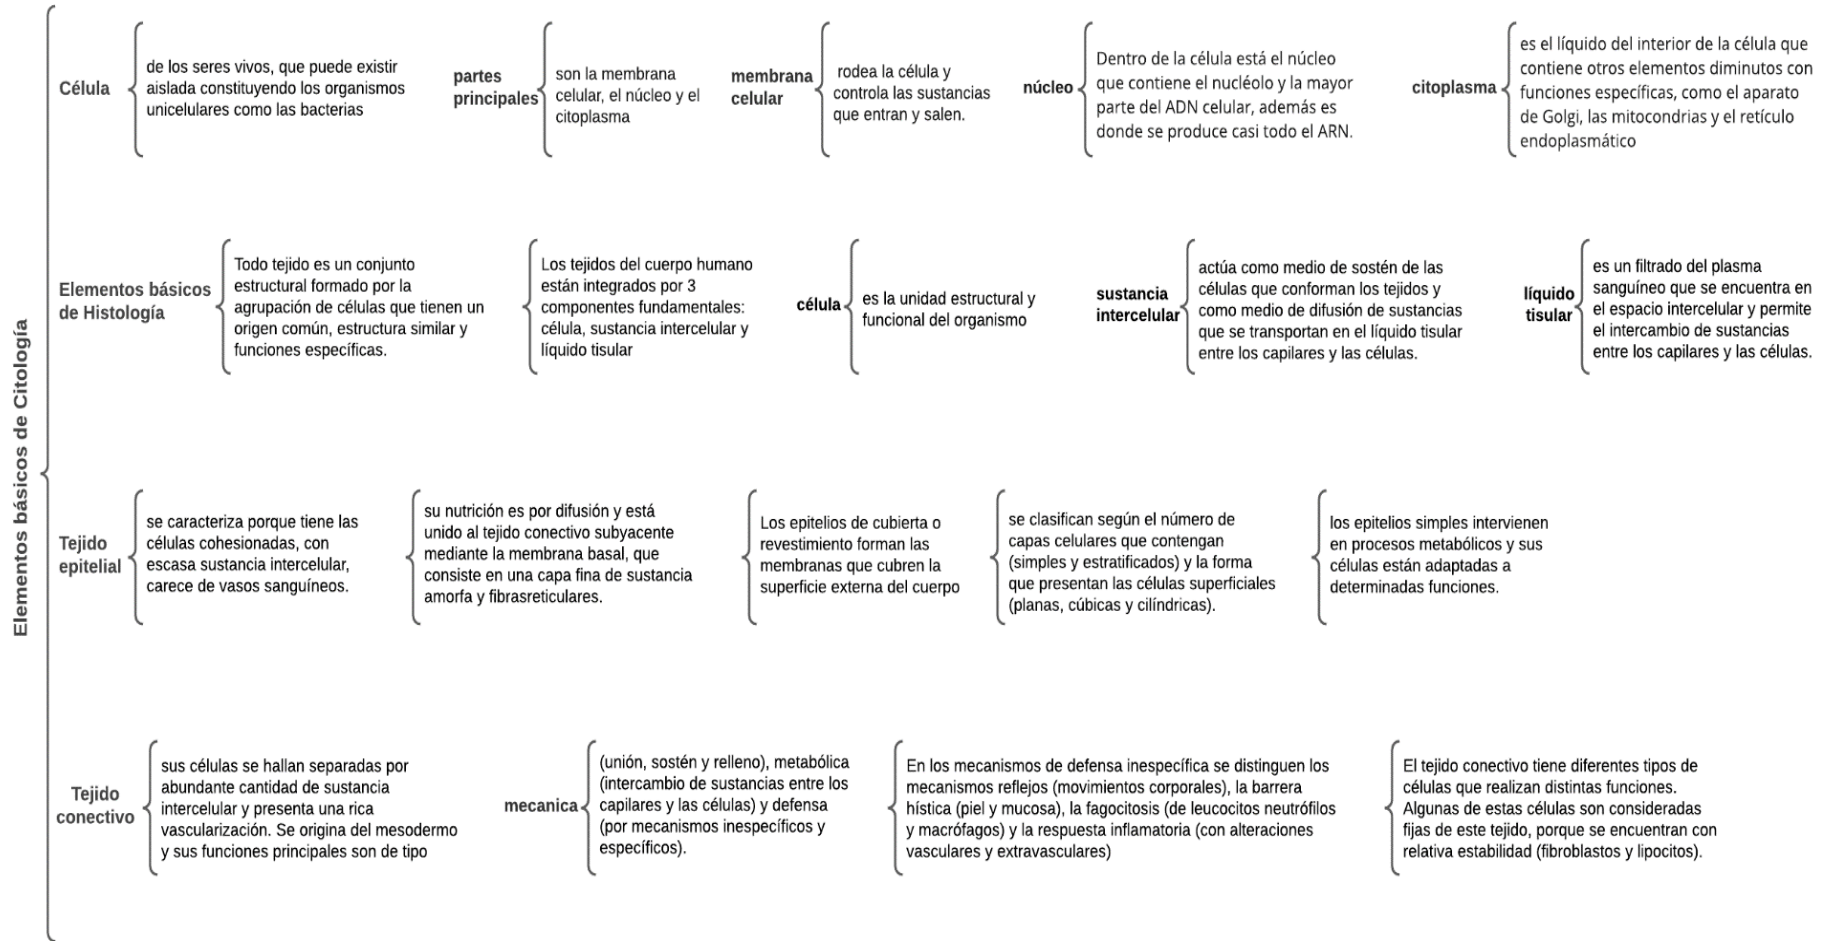 Elementos básicos de Citología
Célula
de los seres vivos, que puede existir
aislada constituyendo los organismos
unicelulares como las bacterias
partes
principales
son la membrana
celular, el núcleo y el
citoplasma
membrana
celular
rodea la célula y
controla las sustancias
que entran y salen.
núcleo
Dentro de la célula está el núcleo
que contiene el nucléolo y la mayor
parte del ADN celular, además es
donde se produce casi todo el ARN.
citoplasma
es el líquido del interior de la célula que
contiene otros elementos diminutos con
funciones específicas, como el aparato
de Golgi, las mitocondrias y el retículo
endoplasmático
Elementos básicos
de Histología
Todo tejido es un conjunto
estructural formado por la
agrupación de células que tienen un
origen común, estructura similar y
funciones específicas.
Los tejidos del cuerpo humano
están integrados por 3
componentes fundamentales:
célula, sustancia intercelular y
líquido tisular
célula
es la unidad estructural y
funcional del organismo
sustancia
intercelular
actúa como medio de sostén de las
células que conforman los tejidos y
como medio de difusión de sustancias
que se transportan en el líquido tisular
entre los capilares y las células.
líquido
tisular
es un filtrado del plasma
sanguíneo que se encuentra en
el espacio intercelular y permite
el intercambio de sustancias
entre los capilares y las células.
Tejido
epitelial
se caracteriza porque tiene las
células cohesionadas, con
escasa sustancia intercelular,
carece de vasos sanguíneos.
su nutrición es por difusión y está
unido al tejido conectivo subyacente
mediante la membrana basal, que
consiste en una capa fina de sustancia
amorfa y fibrasreticulares.
Los epitelios de cubierta o
revestimiento forman las
membranas que cubren la
superficie externa del cuerpo
se clasifican según el número de
capas celulares que contengan
(simples y estratificados) y la forma
que presentan las células superficiales
(planas, cúbicas y cilíndricas).
los epitelios simples intervienen
en procesos metabólicos y sus
células están adaptadas a
determinadas funciones.
Tejido
conectivo
sus células se hallan separadas por
abundante cantidad de sustancia
intercelular y presenta una rica
vascularización. Se origina del mesodermo
y sus funciones principales son de tipo
mecanica
(unión, sostén y relleno), metabólica
(intercambio de sustancias entre los
capilares y las células) y defensa
(por mecanismos inespecíficos y
específicos).
En los mecanismos de defensa inespecífica se distinguen los
mecanismos reflejos (movimientos corporales), la barrera
hística (piel y mucosa), la fagocitosis (de leucocitos neutrófilos
y macrófagos) y la respuesta inflamatoria (con alteraciones
vasculares y extravasculares)
El tejido conectivo tiene diferentes tipos de
células que realizan distintas funciones.
Algunas de estas células son consideradas
fijas de este tejido, porque se encuentran con
relativa estabilidad (fibroblastos y lipocitos).